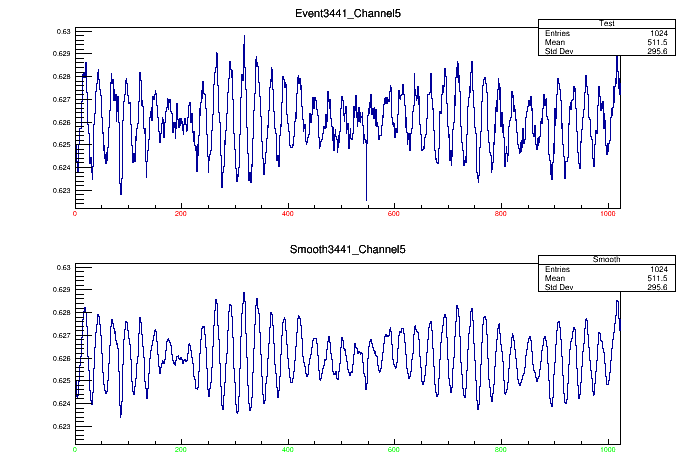 Event3441_Channel5
Test
Entries 1024
Mean 511.5
Std Dev 295.6
0.63
0.629
0.628
0.627
0.626
0.625
0.624
0.623
0 200 400 600 800 1000
Smooth3441_Channel5
Smooth
Entries 1024
Mean 511.5
Std Dev 295.6
0.63
0.629
0.628
0.627
0.626
0.625
0.624
0.623
0 200 400 600 800 1000